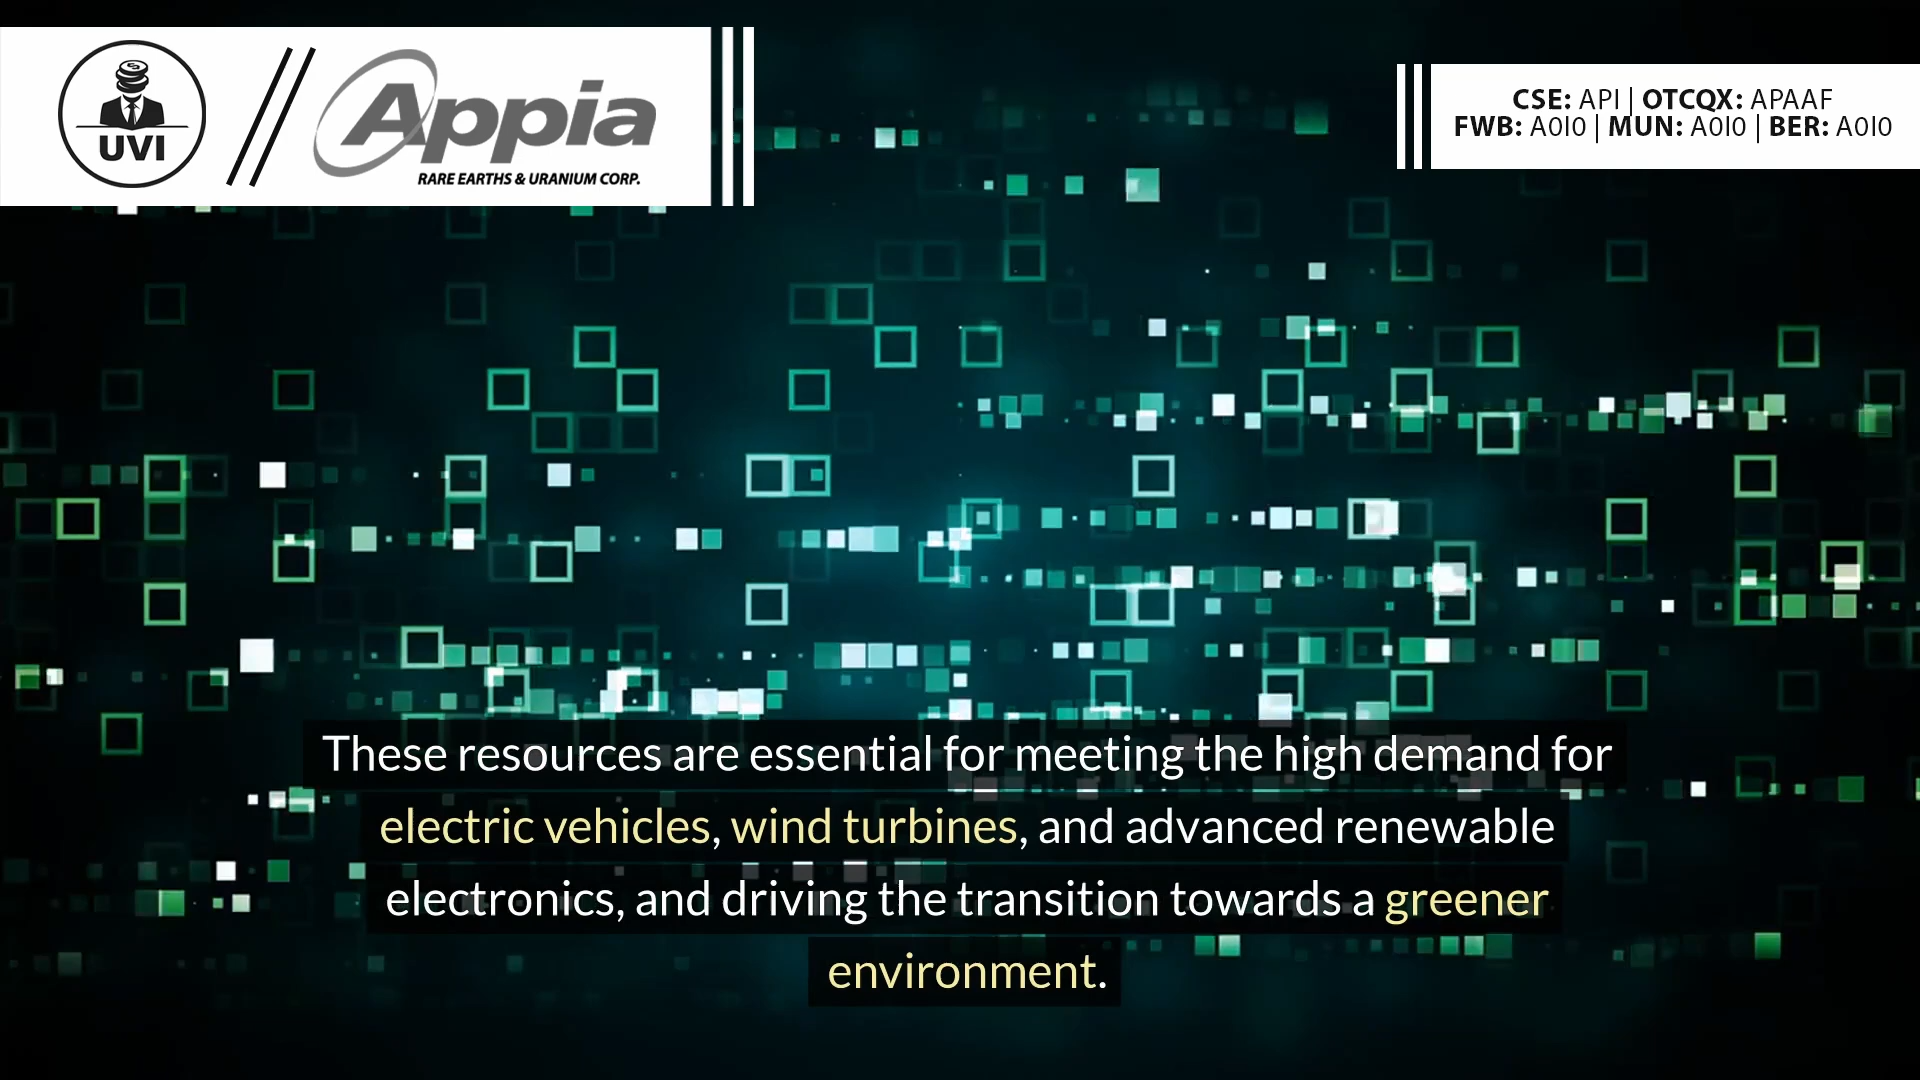 UVI
Appia
RARE EARTHS & URANIUM CORP.
CSE: API | OTCQX: APAAF
FWB: A0I0 | MUN: A0I0 | BER: A0I0
These resources are essential for meeting the high demand for
electric vehicles, wind turbines, and advanced renewable
electronics, and driving the transition towards a greener
environment.